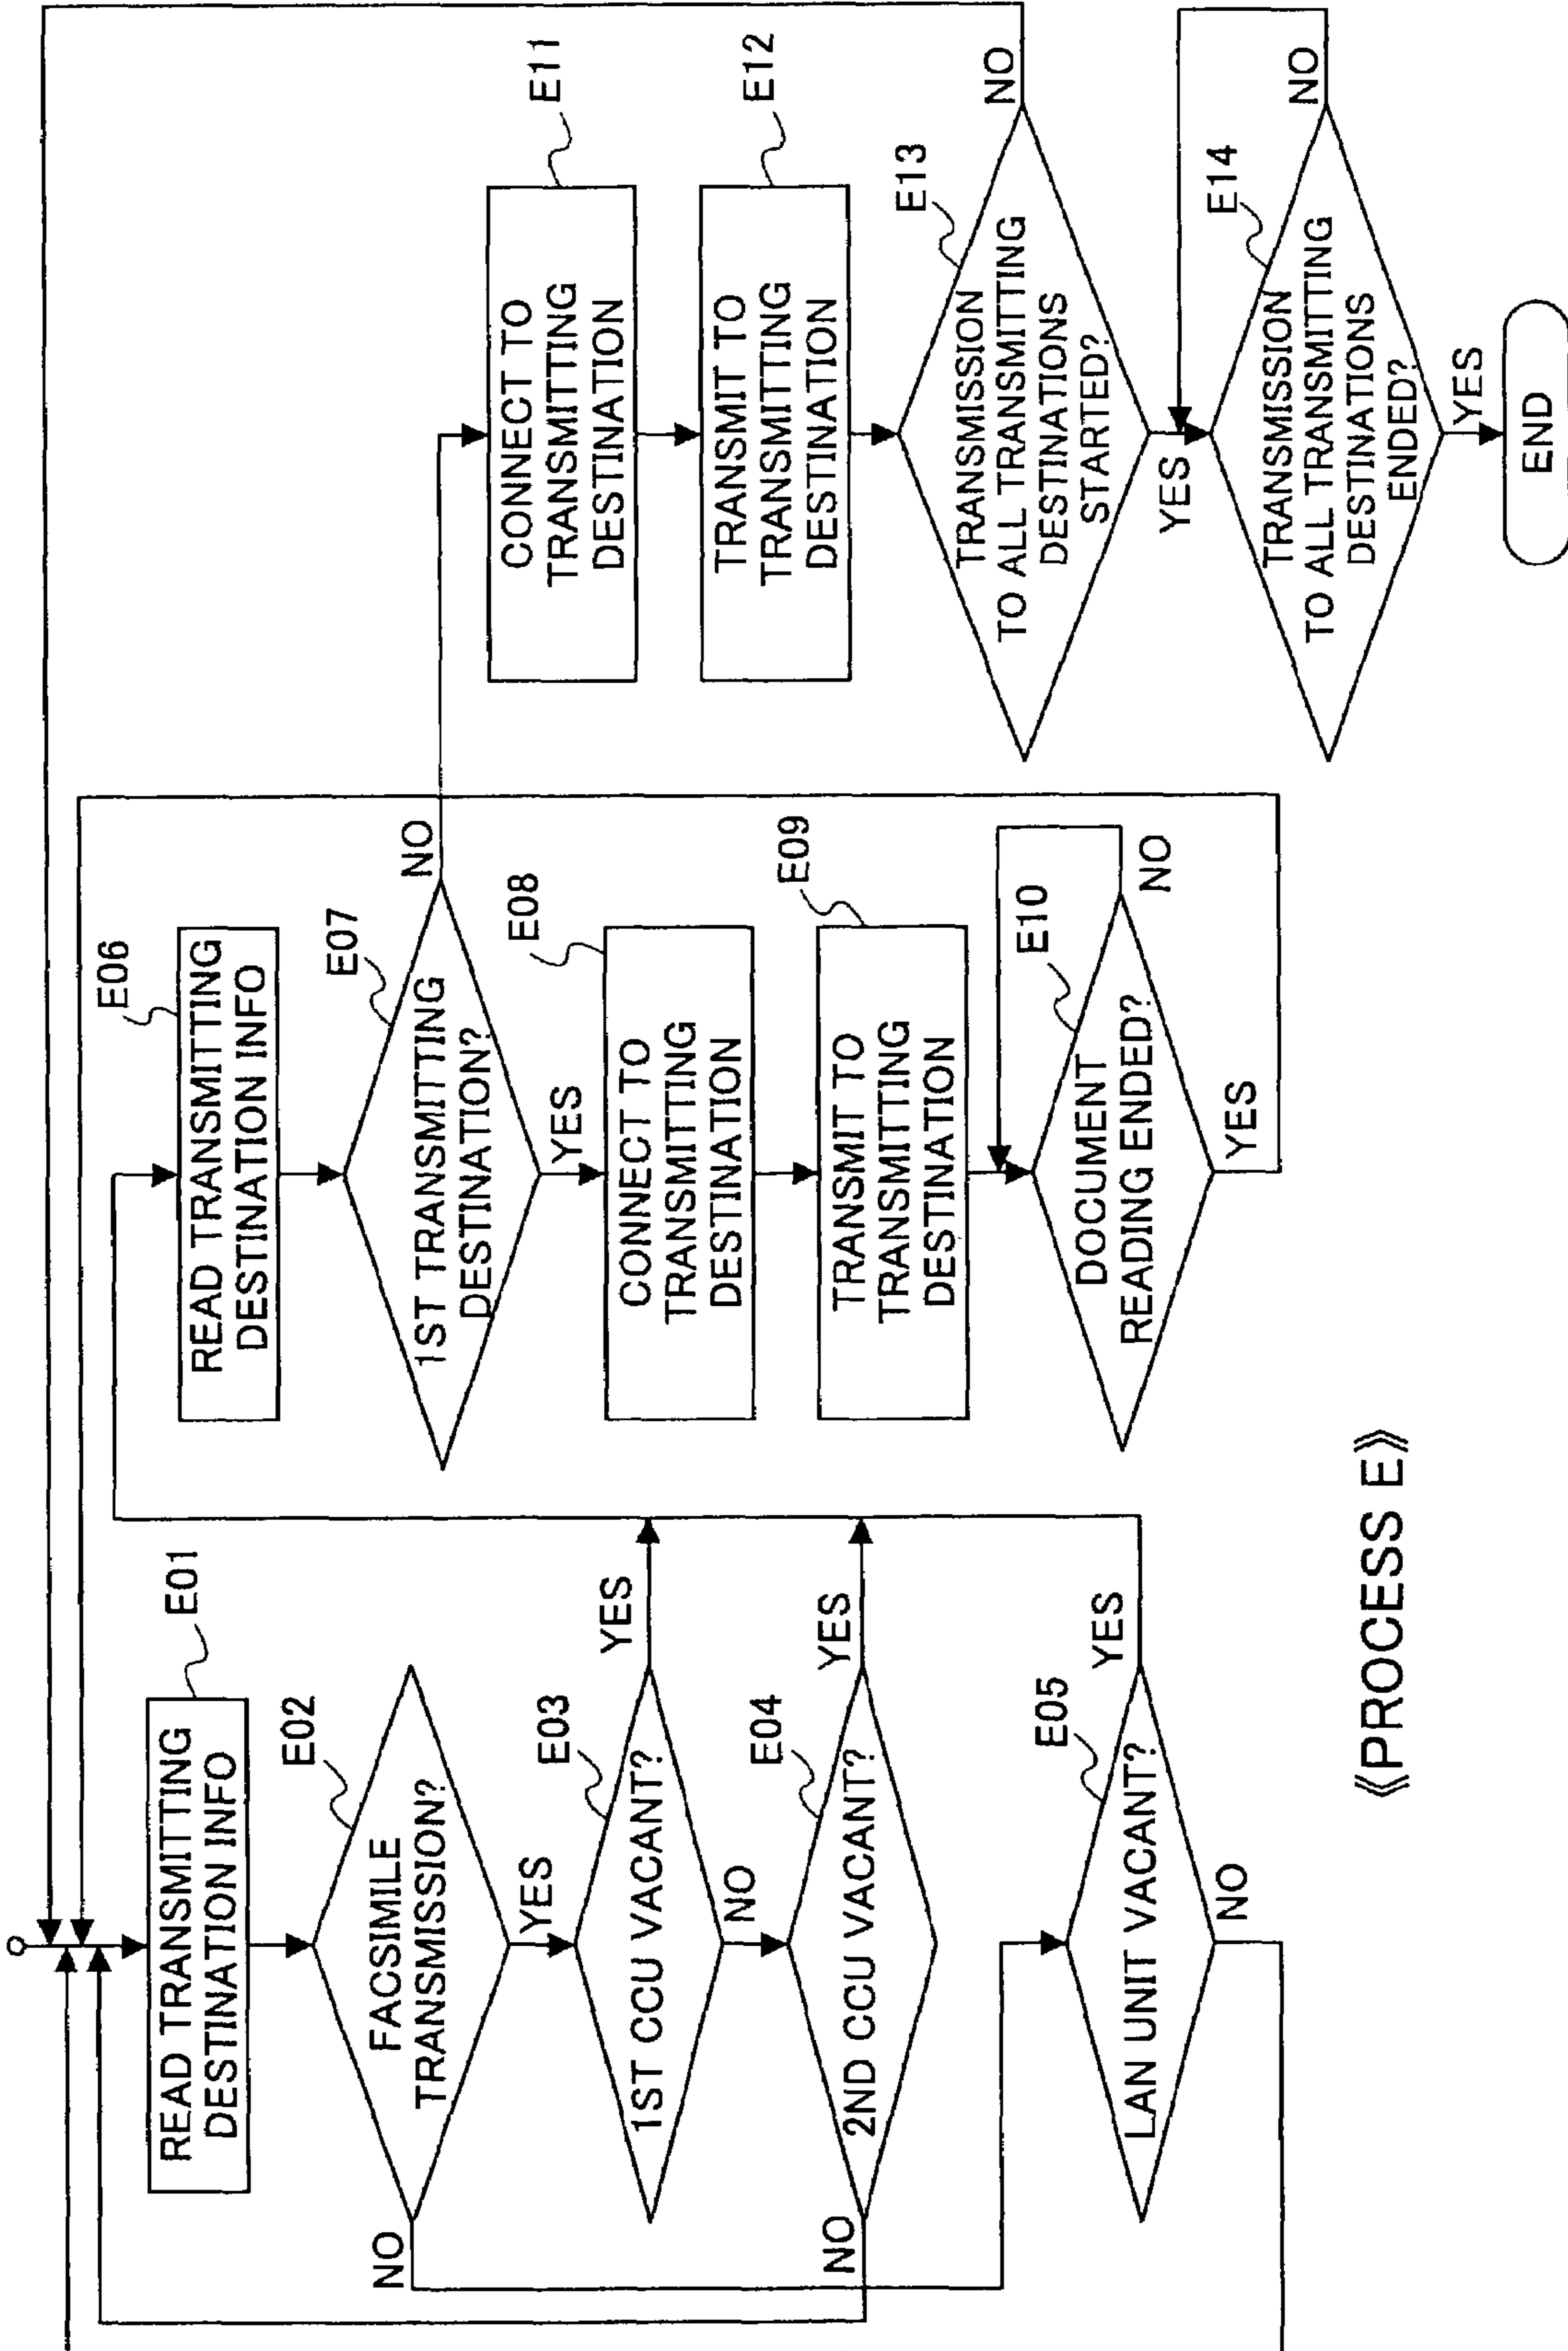 E01
READ TRANSMITTING
DESTINATION INFO
E02
FACSIMILE
TRANSMISSION?
NO
YES
E03
1ST CCU VACANT?
YES
NO
E04
2ND CCU VACANT?
YES
NO
E05
LAN UNIT VACANT?
YES
NO
E06
READ TRANSMITTING
DESTINATION INFO
E07
1ST TRANSMITTING
DESTINATION?
NO
YES
E08
CONNECT TO
TRANSMITTING
DESTINATION
E09
TRANSMIT TO
TRANSMITTING
DESTINATION
E10
DOCUMENT
READING ENDED?
NO
YES
E11
CONNECT TO
TRANSMITTING
DESTINATION
E12
TRANSMIT TO
TRANSMITTING
DESTINATION
E13
TRANSMISSION
TO ALL TRANSMITTING
DESTINATIONS
STARTED?
NO
YES
E14
TRANSMISSION
TO ALL TRANSMITTING
DESTINATIONS
ENDED?
NO
YES
END
《PROCESS E》